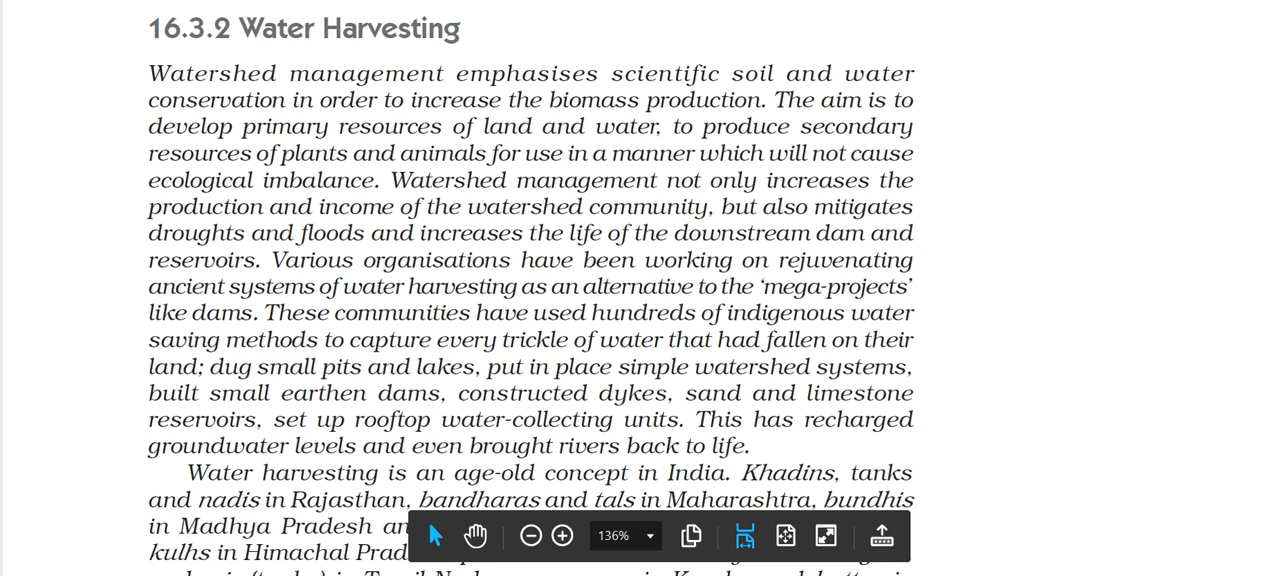 16.3.2 Water Harvesting
Watershed management emphasises scientific soil and water
conservation in order to increase the biomass production. The aim is to
develop primary resources of land and water, to produce secondary
resources of plants and animals for use in a manner which will not cause
ecological imbalance. Watershed management not only increases the
production and income of the watershed community, but also mitigates
droughts and floods and increases the life of the downstream dam and
reservoirs. Various organisations have been working on rejuvenating
ancient systems of water harvesting as an alternative to the ‘mega-projects’
like dams. These communities have used hundreds of indigenous water
saving methods to capture every trickle of water that had fallen on their
land; dug small pits and lakes, put in place simple watershed systems,
built small earthen dams, constructed dykes, sand and limestone
reservoirs, set up rooftop water-collecting units. This has recharged
groundwater levels and even brought rivers back to life.
Water harvesting is an age-old concept in India. Khadins, tanks
and nadis in Rajasthan, bandharas and tals in Maharashtra, bundhis
in Madhya Pradesh
136%
kulhs in Himachal